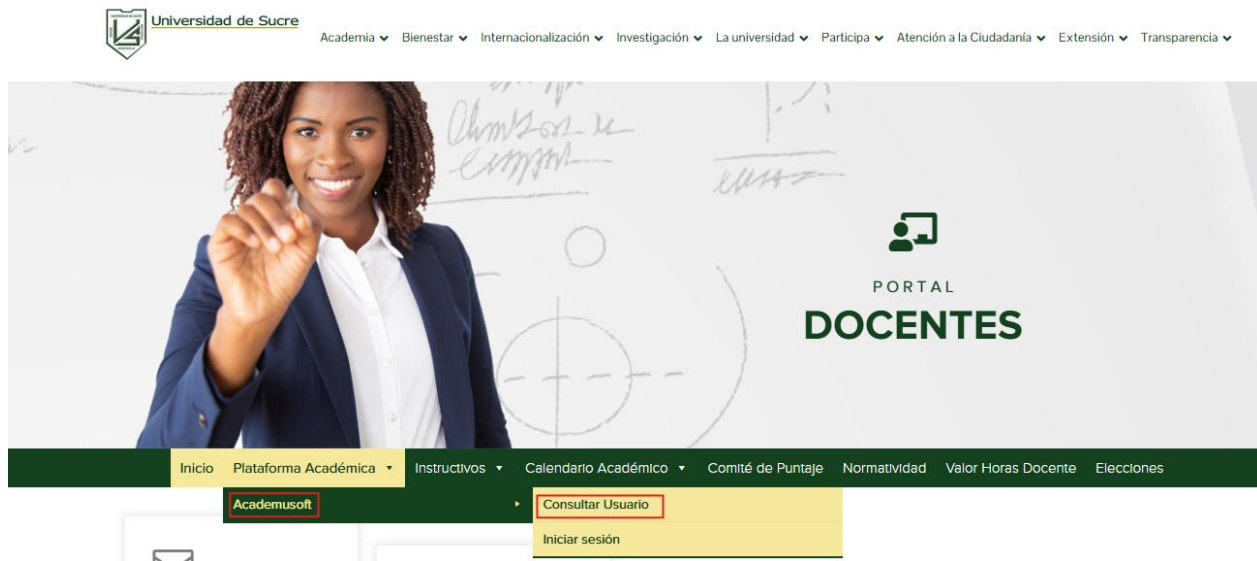 Universidad de Sucre
Academia Bienestar Internacionalización Investigación La universidad Participa Atención a la Ciudadanía Extensión Transparencia
PORTAL
DOCENTES
Inicio Plataforma Académica Instructivos Calendario Académico Comité de Puntaje Normatividad Valor Horas Docente Elecciones
Academusoft Consultar Usuario
Iniciar sesión